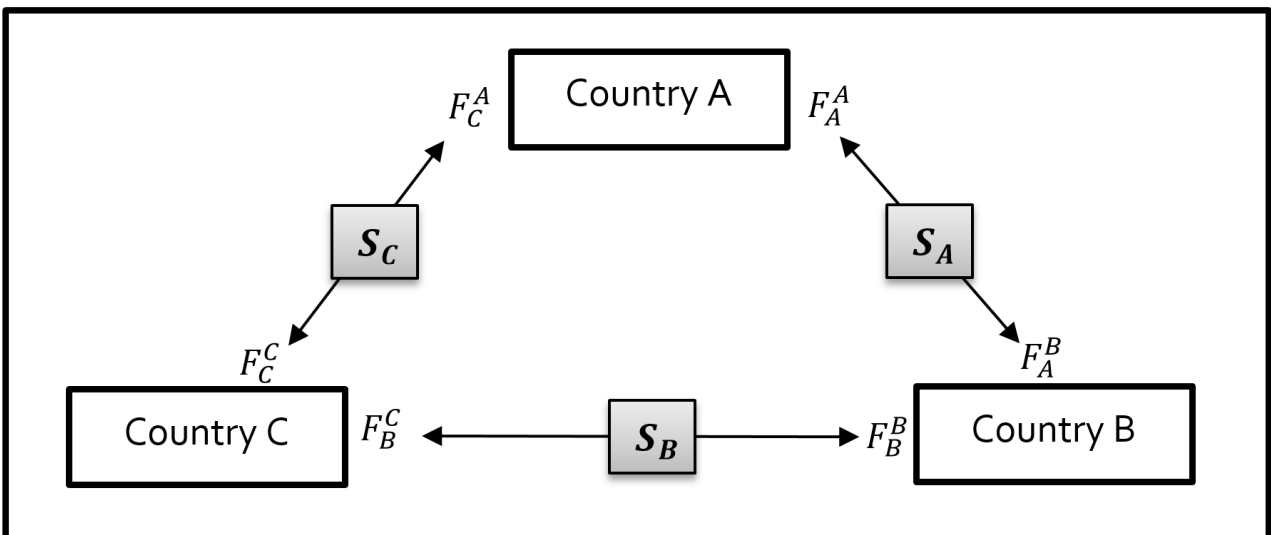 Country A
F_C^A
F_A^A
S_C
S_A
F_C^C
F_A^B
Country C
F_B^C
S_B
F_B^B
Country B